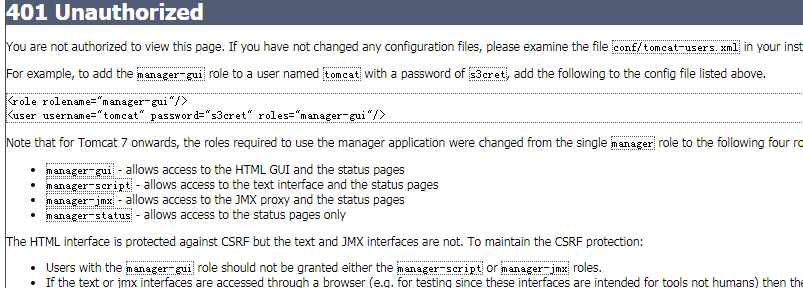 401 Unauthorized
You are not authorized to view this page. If you have not changed any configuration files, please examine the file conf/tomcat-users.xml in your inst
For example, to add the manager-gui role to a user named tomcat with a password of s3cret, add the following to the config file listed above.
<role rolename="manager-gui"/>
<user username="tomcat" password="s3cret" roles="manager-gui"/>
Note that for Tomcat 7 onwards, the roles required to use the manager application were changed from the single manager role to the following four ro
• manager-gui - allows access to the HTML GUI and the status pages
• manager-script - allows access to the text interface and the status pages
• manager-jmx - allows access to the JMX proxy and the status pages
• manager-status - allows access to the status pages only
The HTML interface is protected against CSRF but the text and JMX interfaces are not. To maintain the CSRF protection:
• Users with the manager-gui role should not be granted either the manager-script or manager-jmx roles.
• If the text or jmx interfaces are accessed through a browser (e.g. for testing since these interfaces are intended for tools not humans) then the